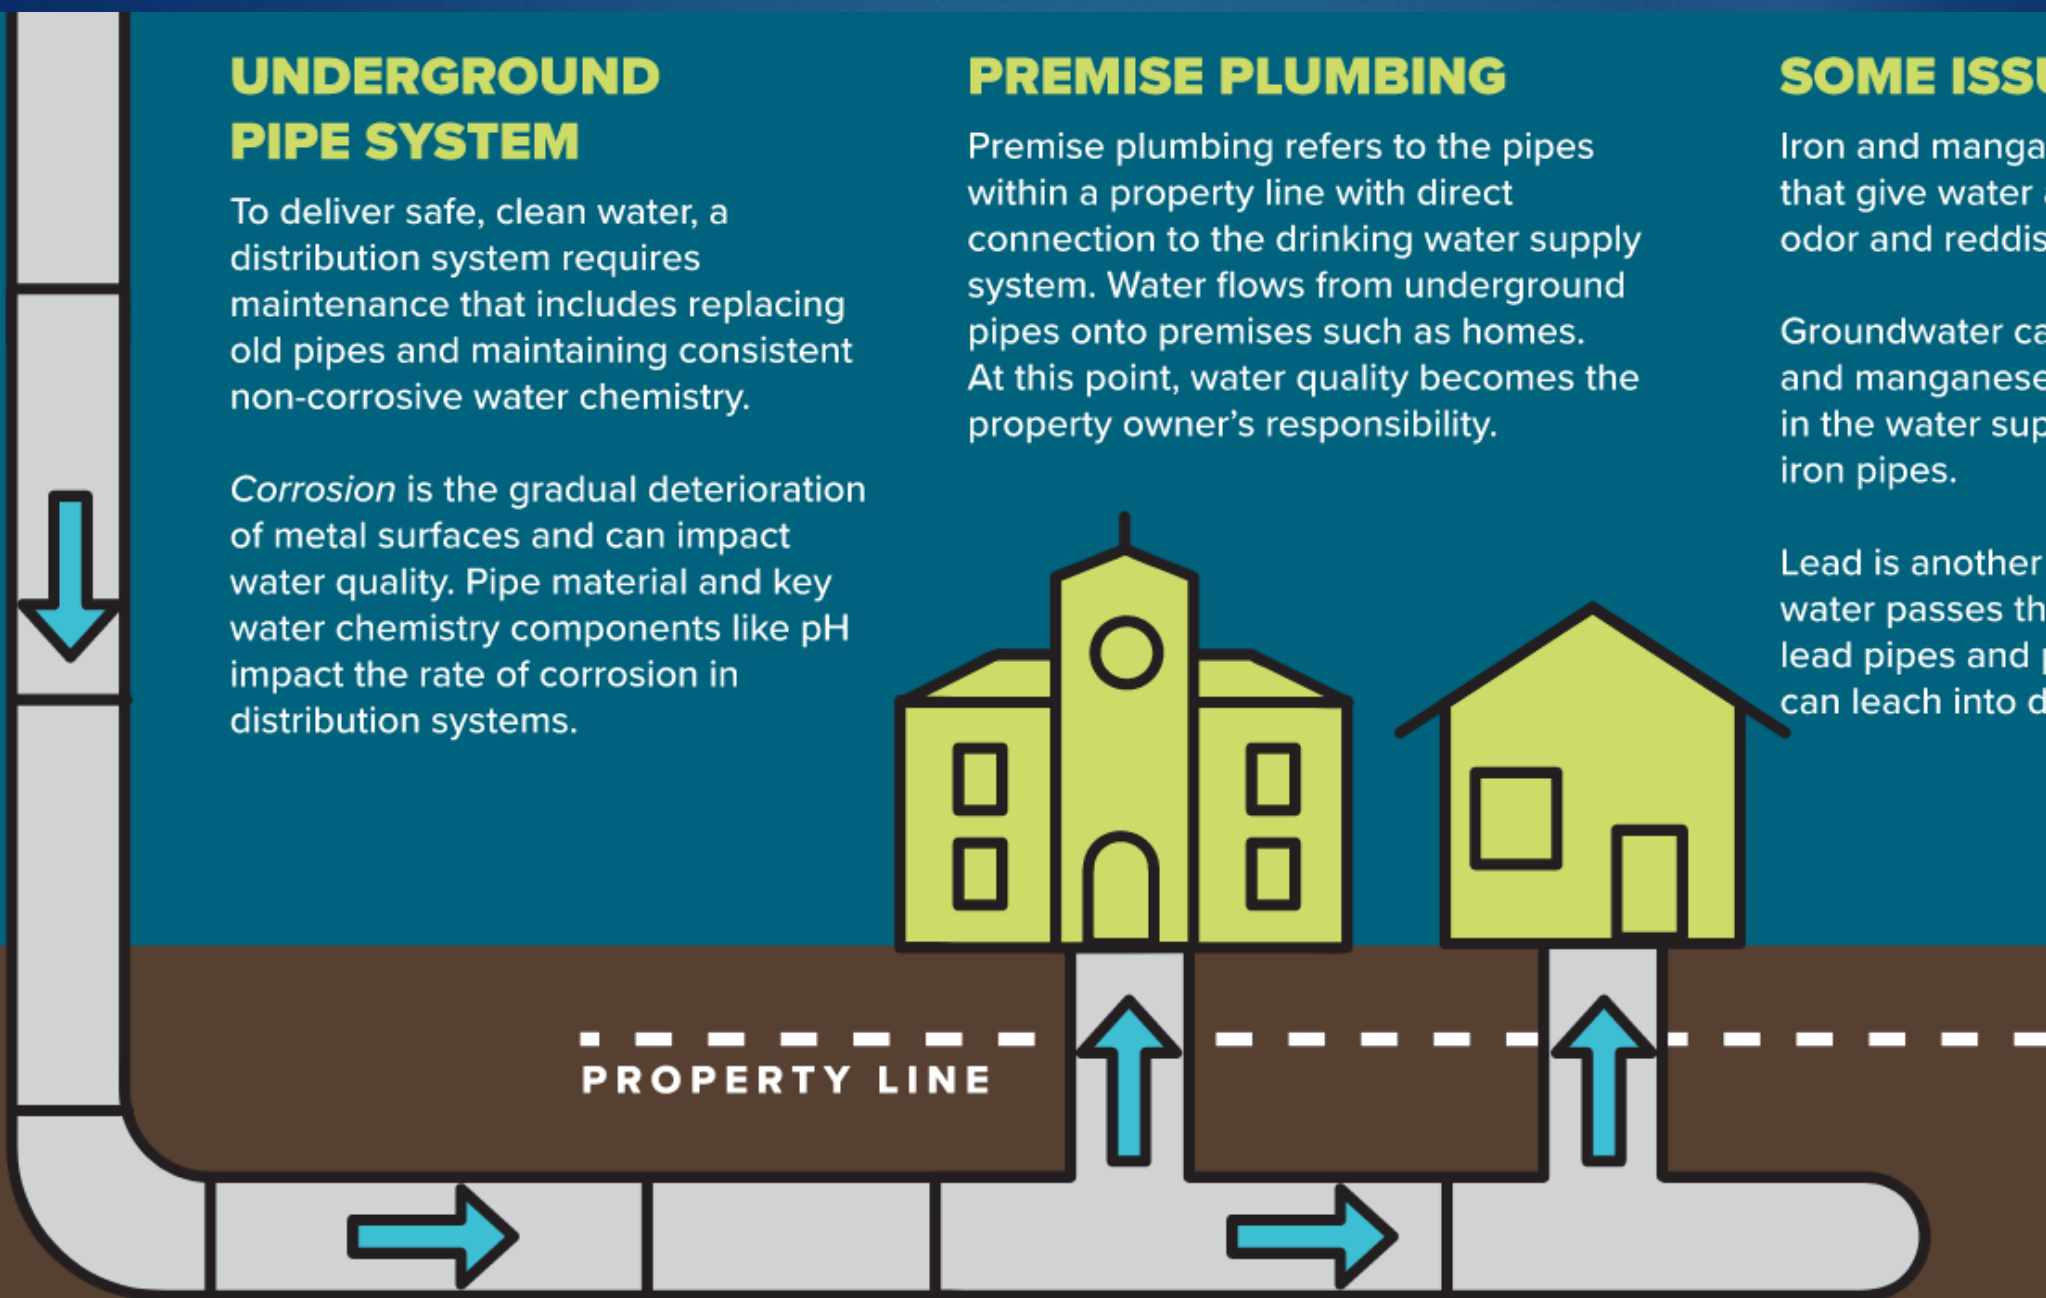 UNDERGROUND
PIPE SYSTEM
To deliver safe, clean water, a
distribution system requires
maintenance that includes replacing
old pipes and maintaining consistent
non-corrosive water chemistry.
Corrosion is the gradual deterioration
of metal surfaces and can impact
water quality. Pipe material and key
water chemistry components like pH
impact the rate of corrosion in
distribution systems.
PREMISE PLUMBING
Premise plumbing refers to the pipes
within a property line with direct
connection to the drinking water supply
system. Water flows from underground
pipes onto premises such as homes.
At this point, water quality becomes the
property owner's responsibility.
SOME
Iron and
that give water
odor and
Groundwater
and manganese
in the water
iron pipes.
Lead is another
water passes
lead pipes and
can leach into
PROPERTY LINE